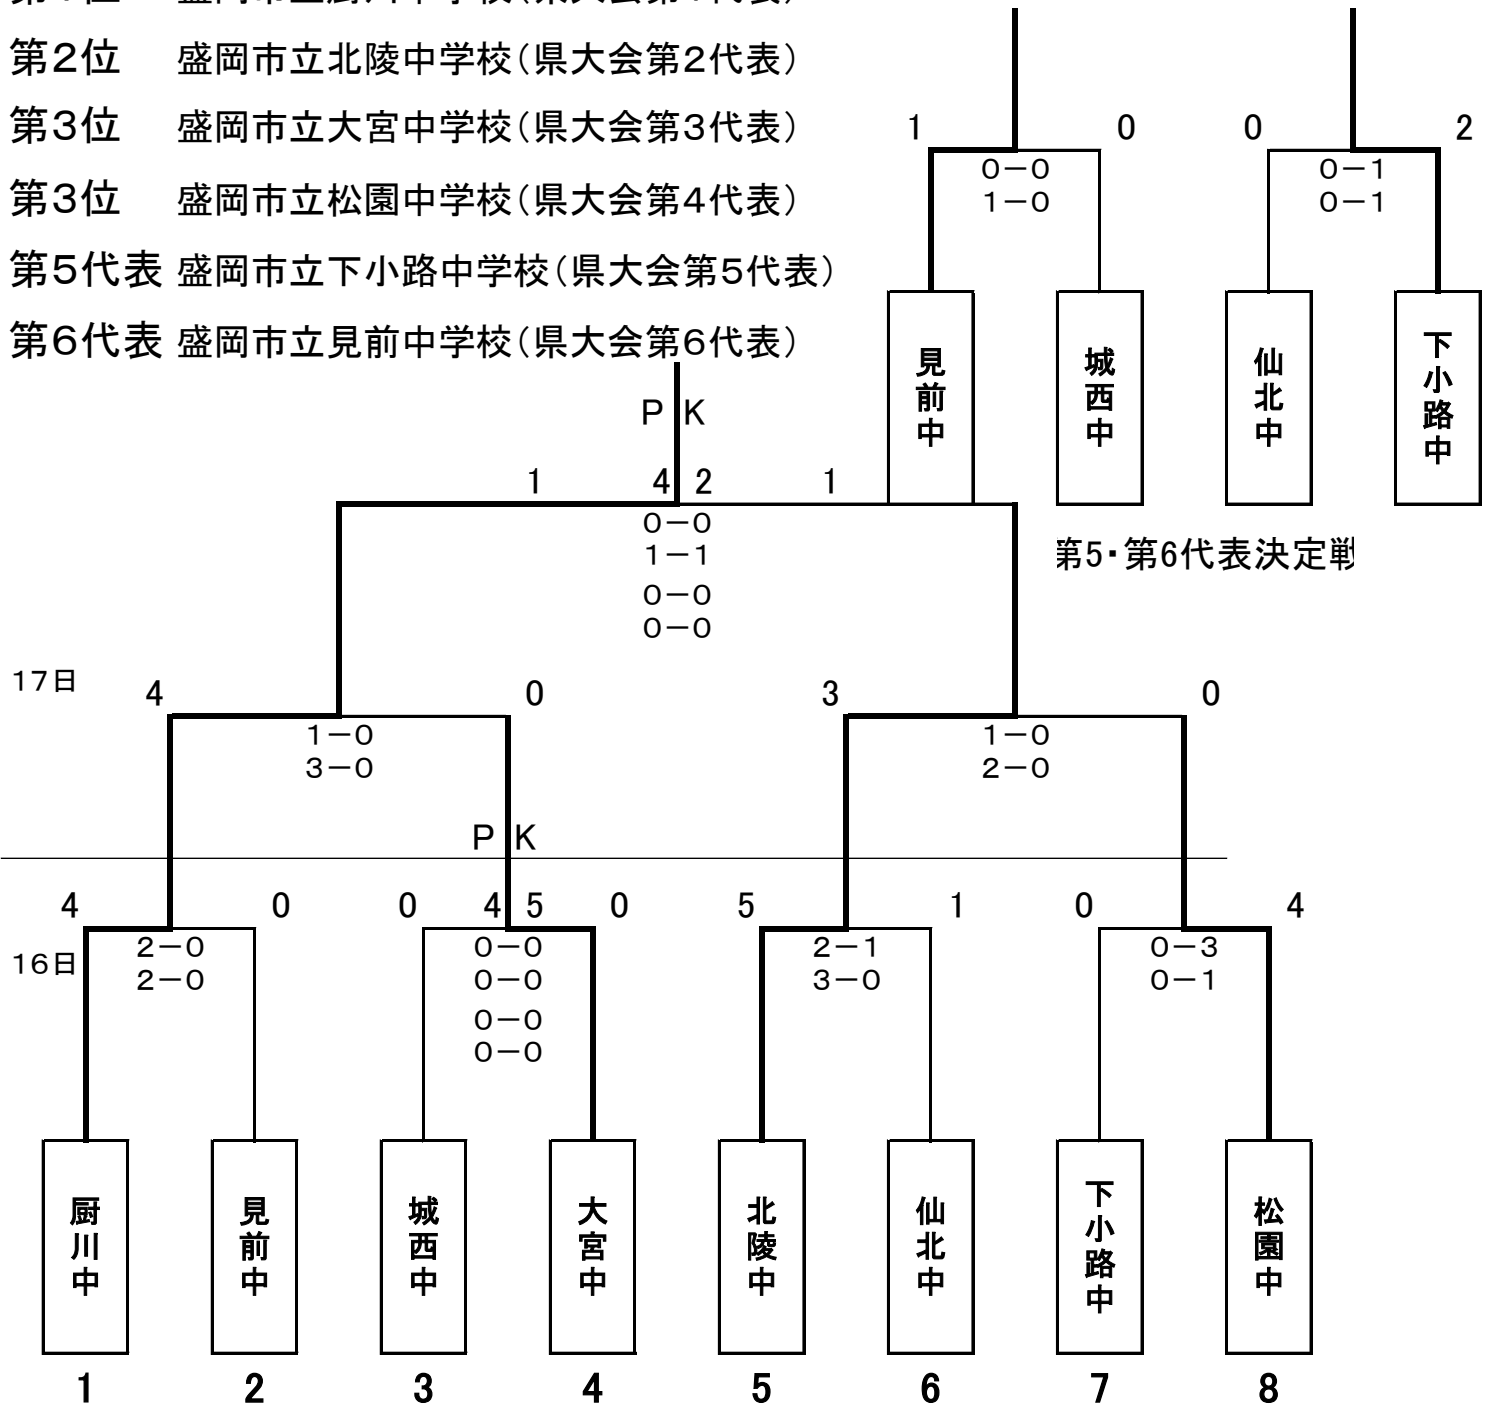 第2位 盛岡市立北陵中学校(県大会第2代表)
第3位 盛岡市立大宮中学校(県大会第3代表)
第3位 盛岡市立松園中学校(県大会第4代表)
第5代表 盛岡市立下小路中学校(県大会第5代表)
第6代表 盛岡市立見前中学校(県大会第6代表)
1 0 0 2
0-0 0-1
1-0 0-1
見前中 城西中 仙北中 下小路中
第5・第6代表決定戦
PK
1 4 2 1
0-0
1-1
0-0
0-0
17日
4 0 3 0
1-0 1-0
3-0 2-0
PK
4 0 0 4 5 0 5 1 0 4
16日
2-0 0-0 2-1 0-3
2-0 0-0 3-0 0-1
0-0
0-0
厨川中 見前中 城西中 大宮中 北陵中 仙北中 下小路中 松園中
1 2 3 4 5 6 7 8